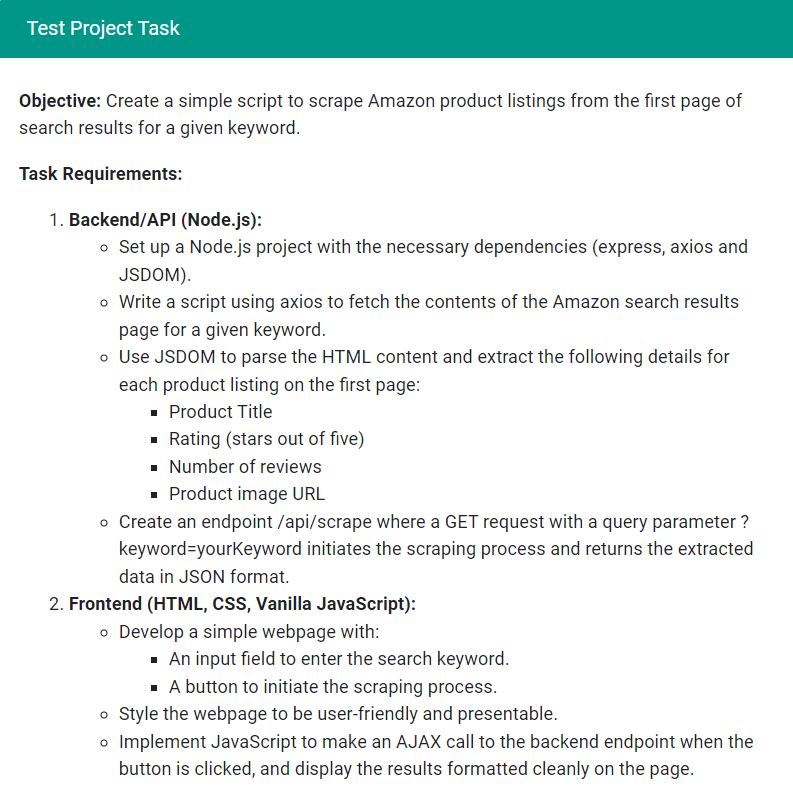 Test Project Task
Objective: Create a simple script to scrape Amazon product listings from the first page of
search results for a given keyword.
Task Requirements:
1. Backend/API (Node.js):
Set up a Node.js project with the necessary dependencies (express, axios and
JSDOM).
Write a script using axios to fetch the contents of the Amazon search results
page for a given keyword.
Use JSDOM to parse the HTML content and extract the following details for
each product listing on the first page:
Product Title
Rating (stars out of five)
Number of reviews
Product image URL
Create an endpoint /api/scrape where a GET request with a query parameter ?
keyword=yourKeyword initiates the scraping process and returns the extracted
data in JSON format.
2. Frontend (HTML, CSS, Vanilla JavaScript):
Develop a simple webpage with:
An input field to enter the search keyword.
A button to initiate the scraping process.
Style the webpage to be user-friendly and presentable.
Implement JavaScript to make an AJAX call to the backend endpoint when the
button is clicked, and display the results formatted cleanly on the page.